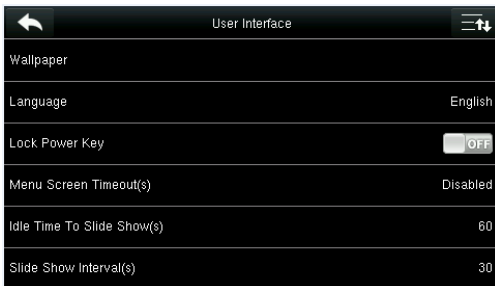 User Interface
Wallpaper
Language English
Lock Power Key OFF
Menu Screen Timeout(s) Disabled
Idle Time To Slide Show(s) 60
Slide Show Interval(s) 30